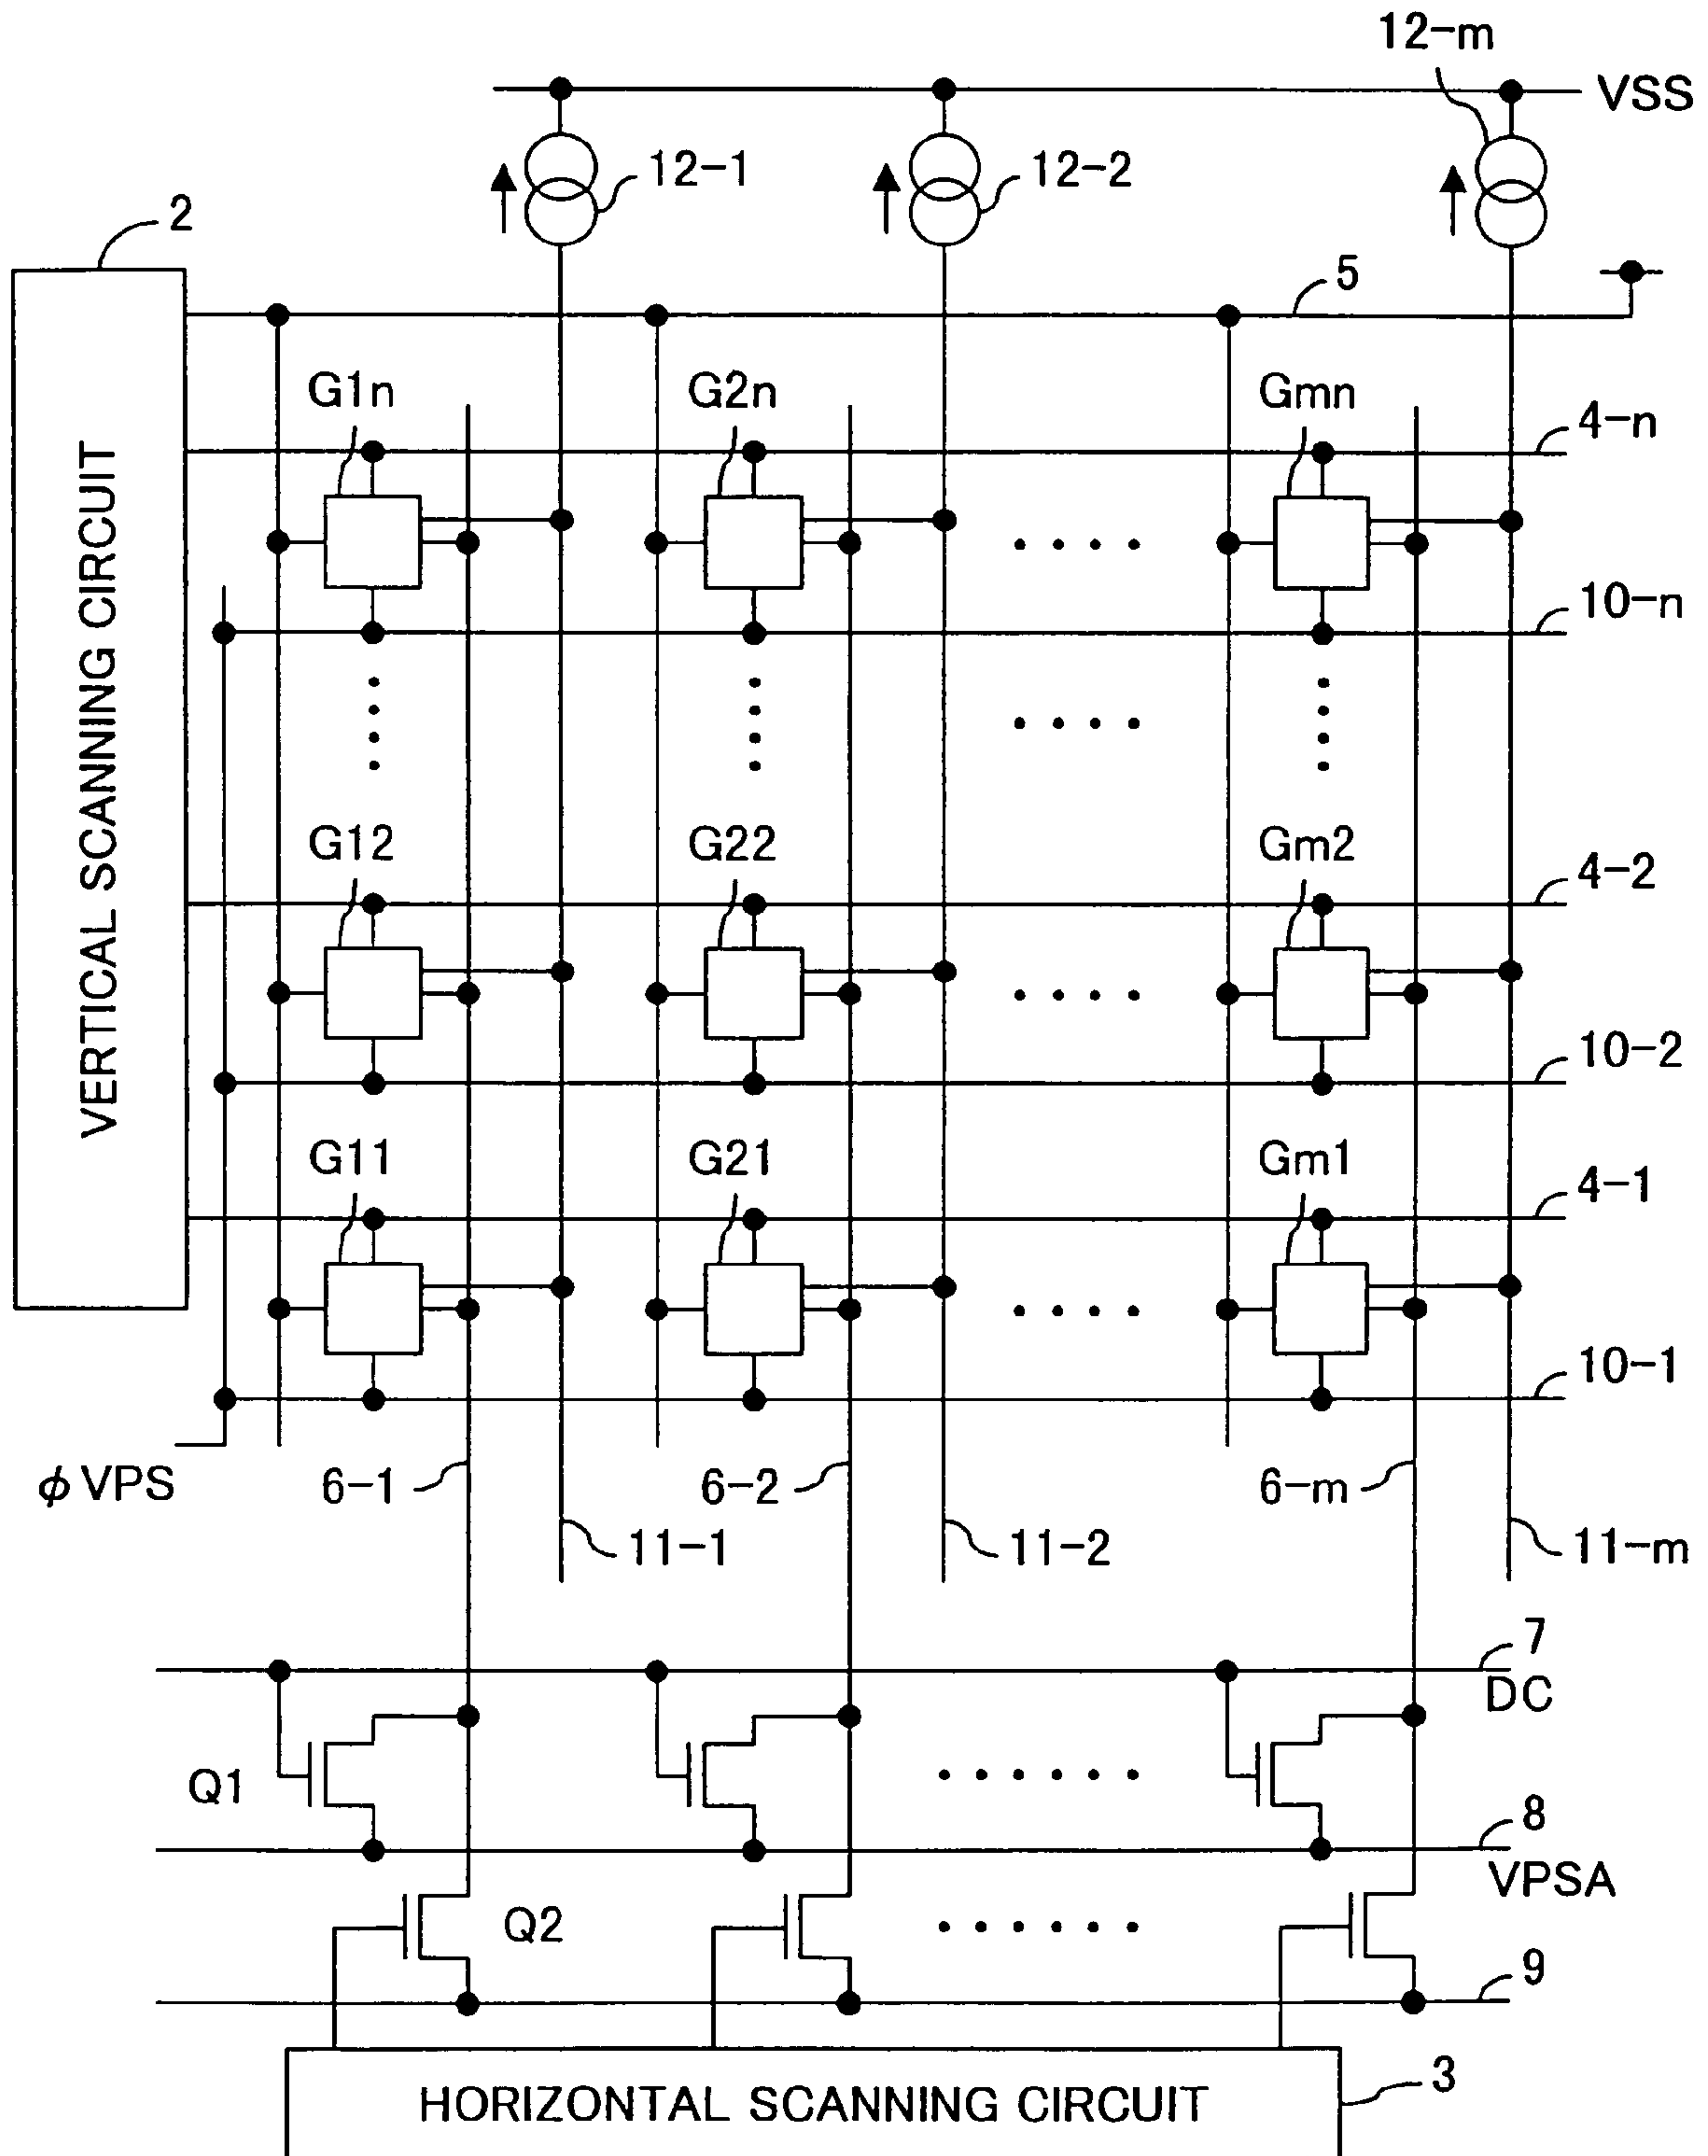 12-m
VSS
12-1
12-2
2
5
G1n
G2n
Gmn
4-n
VERTICAL SCANNING CIRCUIT
10-n
G12
G22
Gm2
4-2
10-2
G11
G21
Gm1
4-1
10-1
φVPS
6-1
6-2
6-m
11-1
11-2
11-m
7
DC
Q1
8
VPSA
Q2
9
HORIZONTAL SCANNING CIRCUIT
3